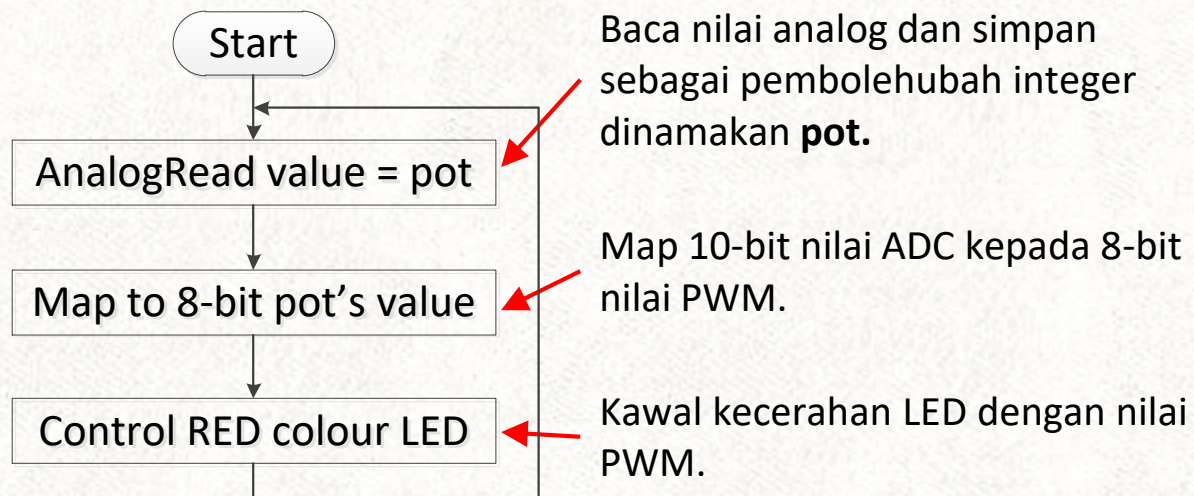 Start
AnalogRead value = pot
Map to 8-bit pot’s value
Control RED colour LED
Baca nilai analog dan simpan
sebagai pembolehubah integer
dinamakan pot.
Map 10-bit nilai ADC kepada 8-bit
nilai PWM.
Kawal kecerahan LED dengan nilai
PWM.